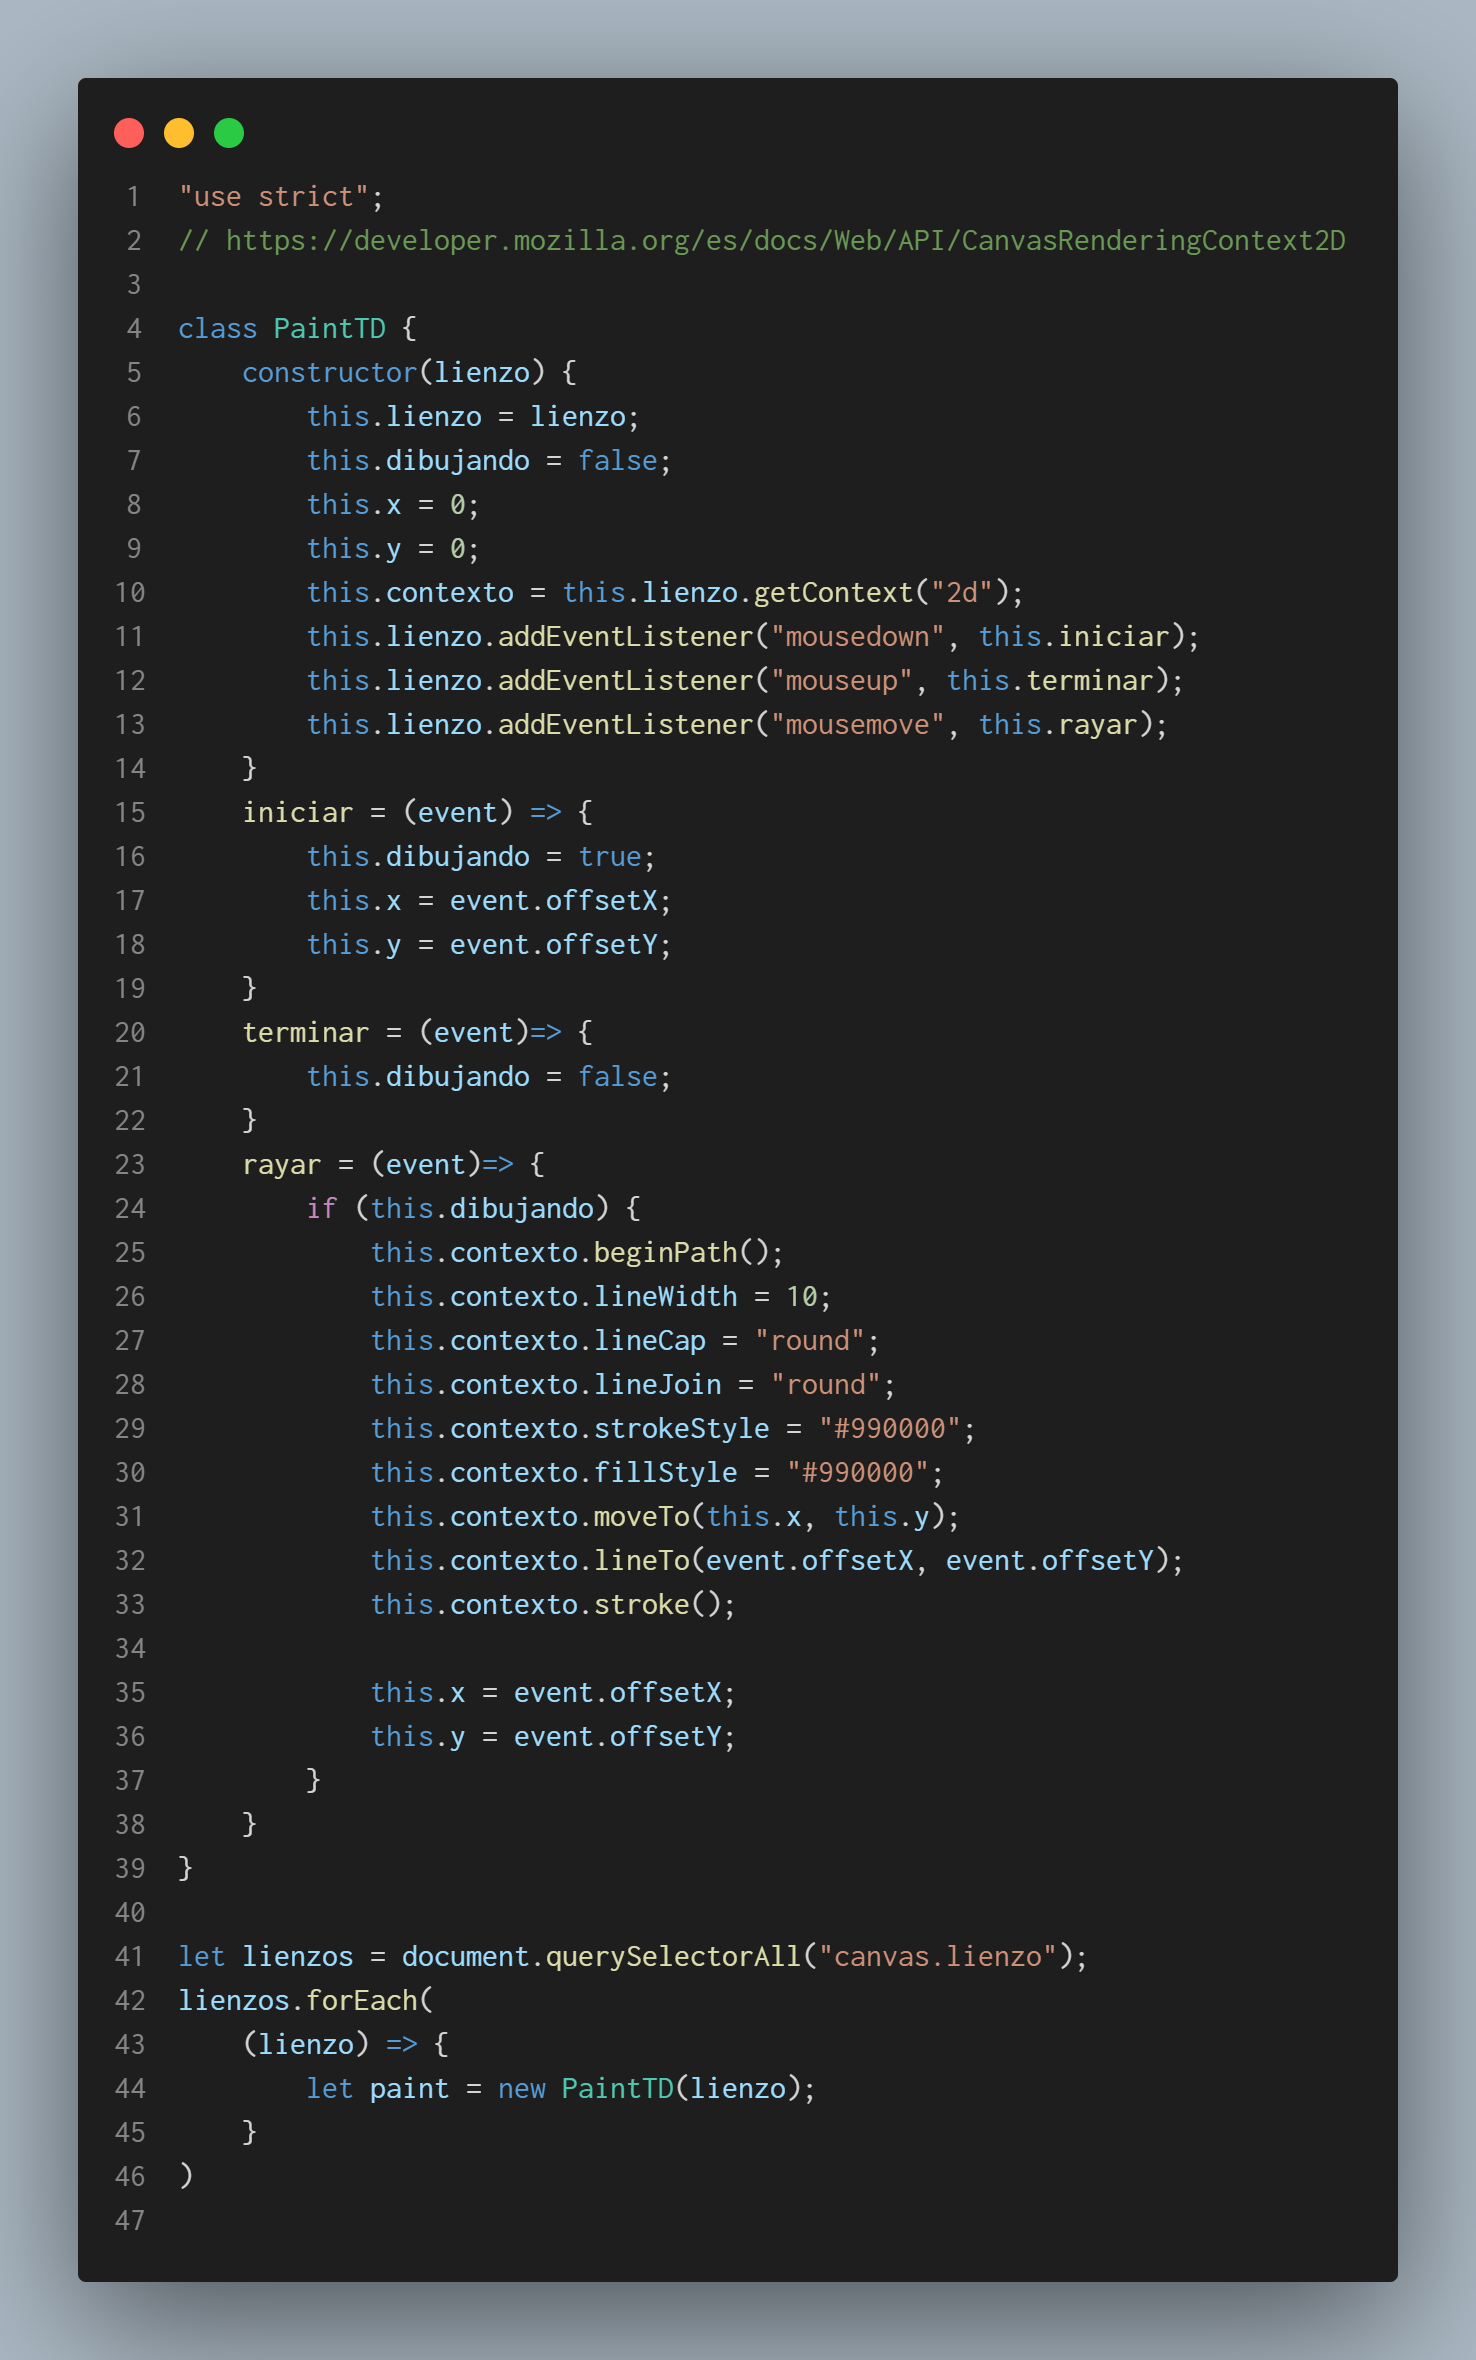 1 "use strict";
2 // https://developer.mozilla.org/es/docs/Web/API/CanvasRenderingContext2D
3
4 class PaintTD {
5     constructor(lienzo) {
6         this.lienzo = lienzo;
7         this.dibujando = false;
8         this.x = 0;
9         this.y = 0;
10         this.contexto = this.lienzo.getContext("2d");
11         this.lienzo.addEventListener("mousedown", this.iniciar);
12         this.lienzo.addEventListener("mouseup", this.terminar);
13         this.lienzo.addEventListener("mousemove", this.rayar);
14     }
15     iniciar = (event) => {
16         this.dibujando = true;
17         this.x = event.offsetX;
18         this.y = event.offsetY;
19     }
20     terminar = (event)=> {
21         this.dibujando = false;
22     }
23     rayar = (event)=> {
24         if (this.dibujando) {
25             this.contexto.beginPath();
26             this.contexto.lineWidth = 10;
27             this.contexto.lineCap = "round";
28             this.contexto.lineJoin = "round";
29             this.contexto.strokeStyle = "#990000";
30             this.contexto.fillStyle = "#990000";
31             this.contexto.moveTo(this.x, this.y);
32             this.contexto.lineTo(event.offsetX, event.offsetY);
33             this.contexto.stroke();
34
35             this.x = event.offsetX;
36             this.y = event.offsetY;
37         }
38     }
39 }
40
41 let lienzos = document.querySelectorAll("canvas.lienzo");
42 lienzos.forEach(
43     (lienzo) => {
44         let paint = new PaintTD(lienzo);
45     }
46 )
47